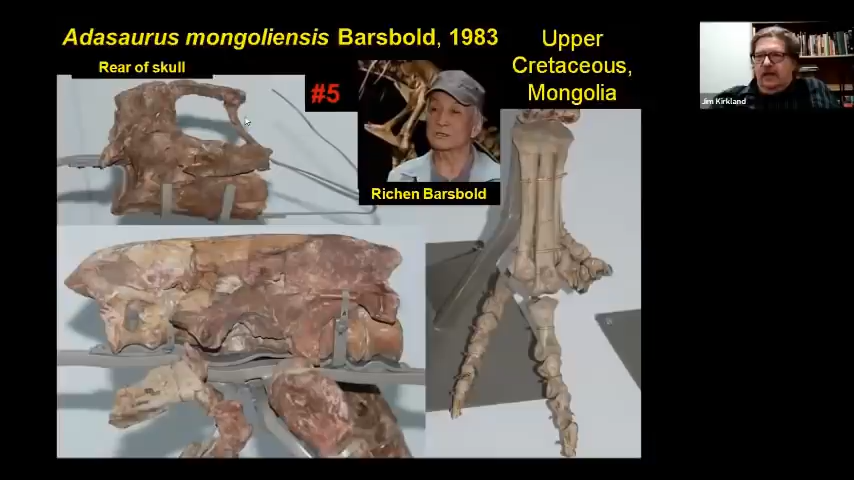 Adasaurus mongoliensis Barsbold, 1983
Rear of skull
#5
Richen Barsbold
Upper
Cretaceous,
Mongolia
Jim Kirkland